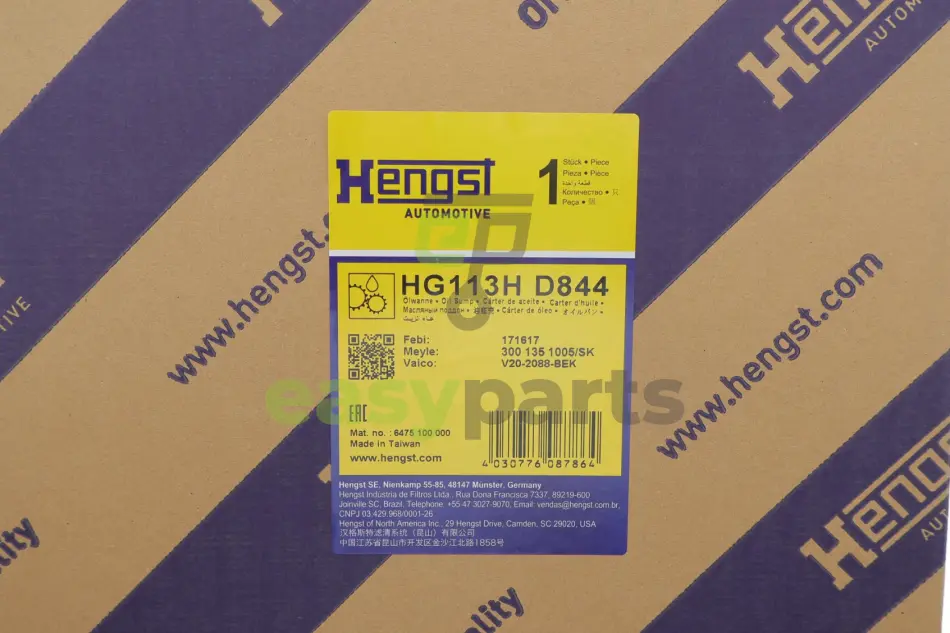 Hengst
AUTOMOTIVE
1
Stück • Piece
Pieza • Pièce
قطعة واحدة
Количество • 只
Peça • 個
HG113H D844
Ölwanne • Oil Sump • Cárter de aceite • Carter d'huile •
Масляный поддон • Cárter de óleo • オイルパン •
Febi: 171617
Meyle: 300 135 1005/SK
Vaico: V20-2088-BEK
easyparts
EAC
Mat. no. : 6475 100 000
Made in Taiwan
www.hengst.com
4 030776 087864
Hengst SE, Nienkamp 55-85, 48147 Münster, Germany
Hengst Indústria de Filtros Ltda., Rua Dona Francisca 7337, 89219-600
Joinville SC, Brazil, Telephone: +55 47 3027-9070, Email: vendas@hengst.com.br,
CNPJ 03.429.968/0001-26
Hengst of North America Inc., 29 Hengst Drive, Camden, SC 29020, USA
汉格斯特滤清系统（昆山）有限公司
中国江苏省昆山市开发区金沙江北路1858号
www.hengst.
www.hengst.com
Hengst
AUTOMOTIVE
Hengst
AUTOMOTIVE